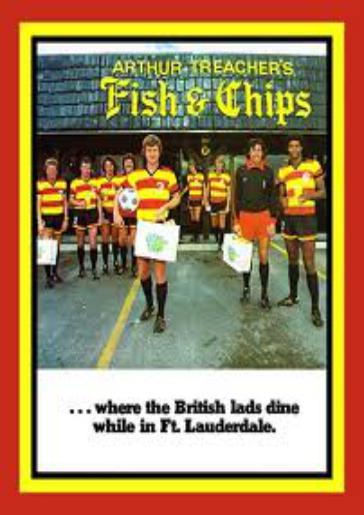 ARTHUR TREACHER'S
Fish & Chips
...where the British lads dine
while in Ft. Lauderdale.